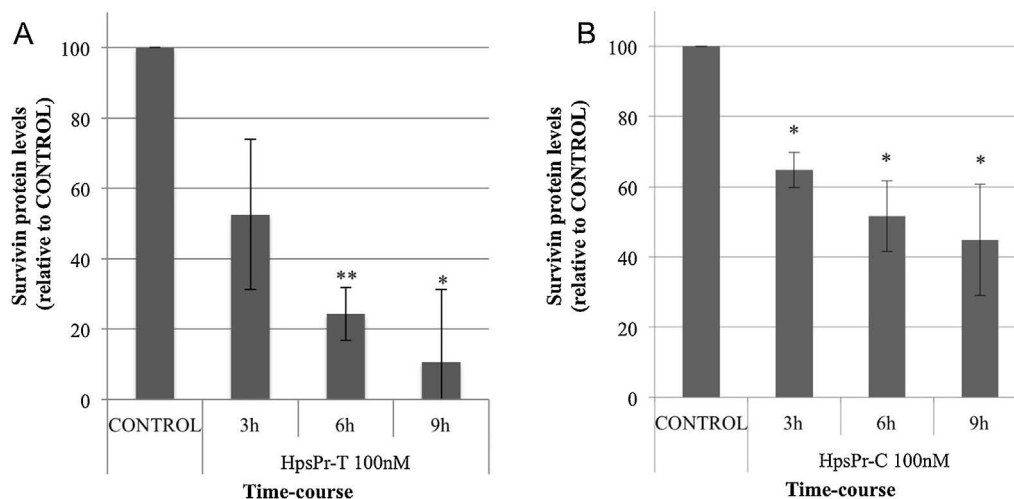 A
Survivin protein levels
(relative to CONTROL)
100
80
60
40
20
0
**
*
CONTROL
3h
6h
9h
HpsPr-T 100nM
Time-course
B
Survivin protein levels
(relative to CONTROL)
100
80
60
40
20
0
*
*
*
CONTROL
3h
6h
9h
HpsPr-C 100nM
Time-course